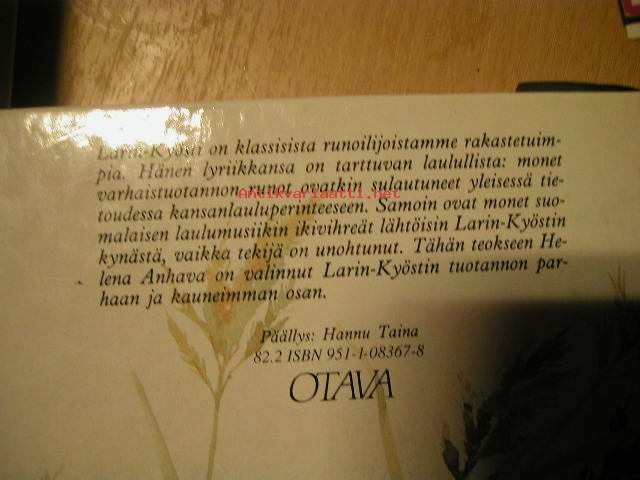 Larin-Kyösti on klassisista runoilijoistamme rakastetuim-
pia. Hänen lyriikkansa on tarttuvan laulullista: monet
varhaistuotannon runot ovatkin sulautuneet yleisessä tie-
Antikvariaatti.net
toudessa kansanlauluperinteeseen. Samoin ovat monet suo-
malaisen laulumusiikin ikivihreät lähtöisin Larin-Kyöstin
kynästä, vaikka tekijä on unohtunut. Tähän teokseen He-
lena Anhava on valinnut Larin-Kyöstin tuotannon par-
haan ja kauneimman osan.
Päällys: Hannu Taina
82.2 ISBN 951-1-08367-8
OTAVA